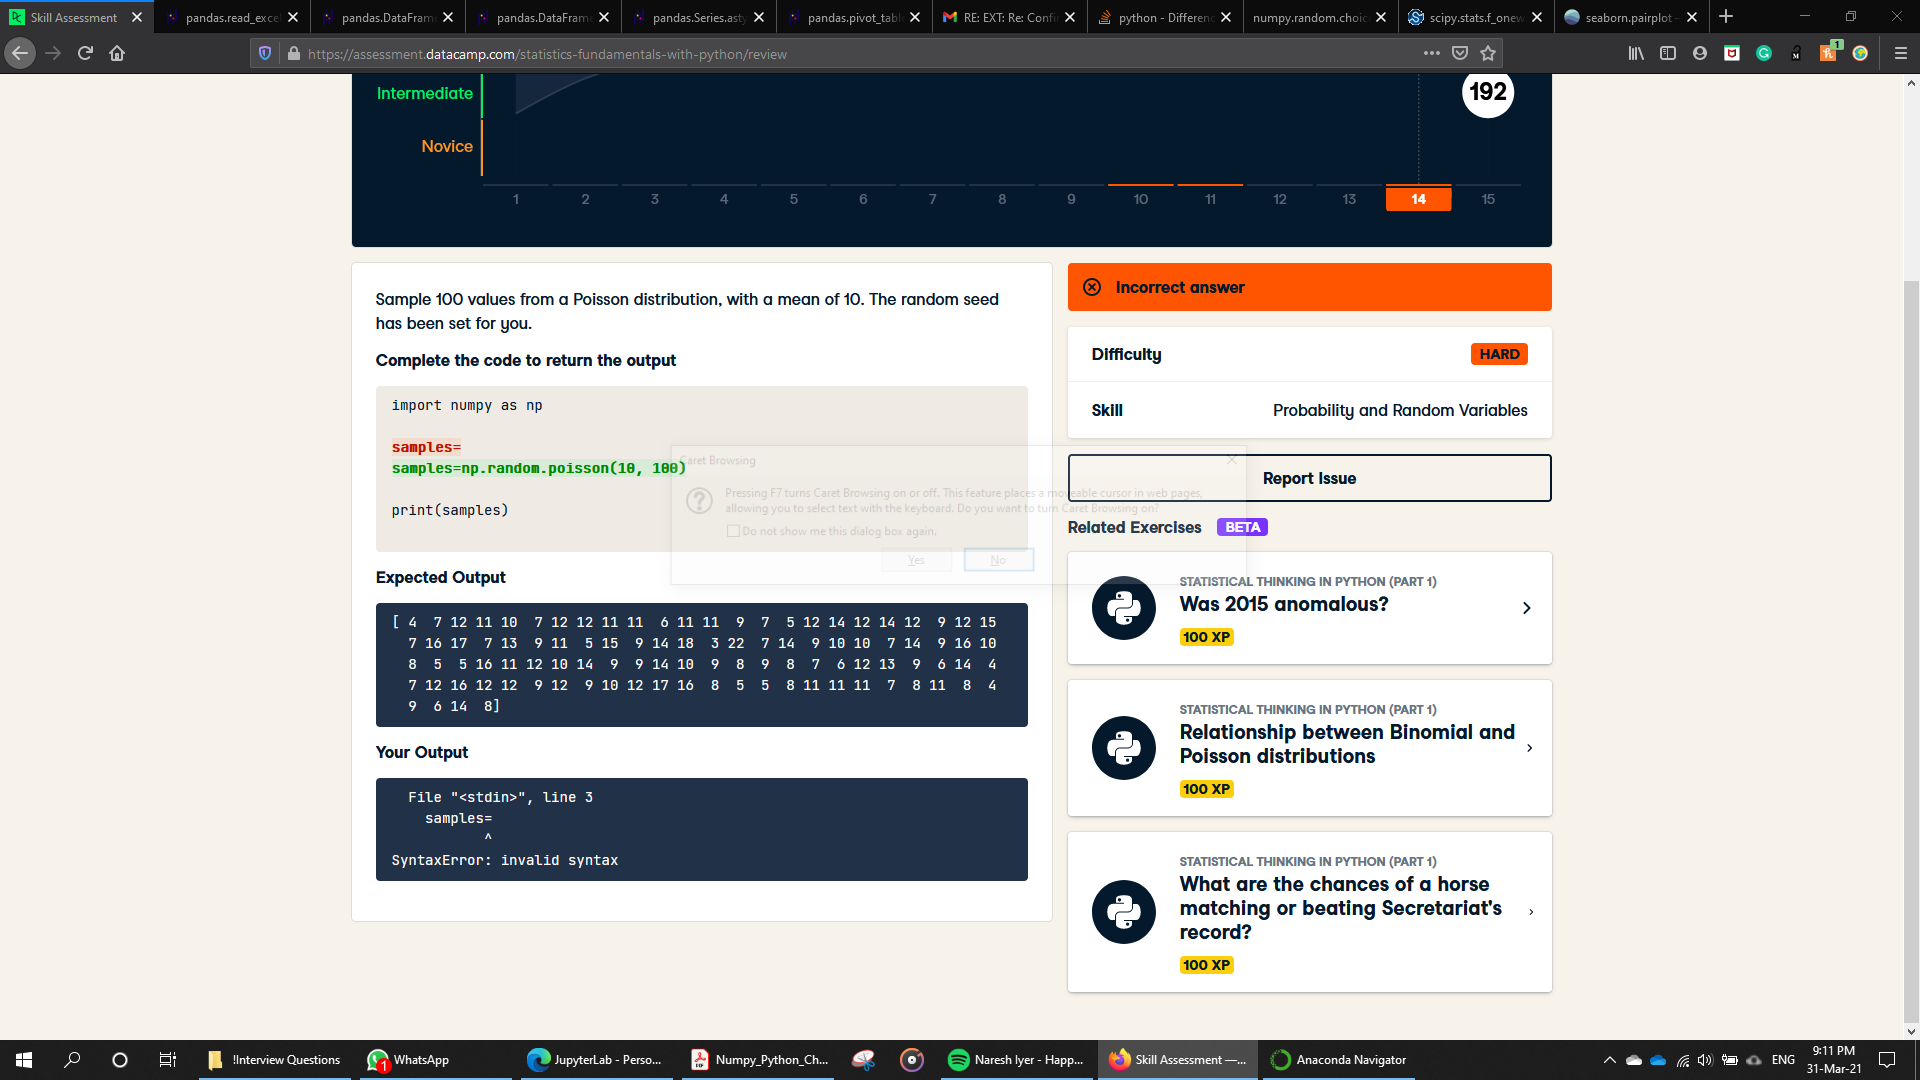 Skill Assessment
pandas.read_exce
pandas.DataFram
pandas.DataFram
pandas.Series.ast
pandas.pivot_tabl
RE: EXT: Re: Confi
python - Differenc
numpy.random.choic
scipy.stats.f_onew
seaborn.pairplot
https://assessment.datacamp.com/statistics-fundamentals-with-python/review
1
Intermediate
192
Novice
1 2 3 4 5 6 7 8 9 10 11 12 13 14 15
Sample 100 values from a Poisson distribution, with a mean of 10. The random seed
has been set for you.
Complete the code to return the output
import numpy as np
samples=
samples=np.random.poisson(10, 100)
print(samples)
Caret Browsing
Pressing F7 turns Caret Browsing on or off. This feature places a moveable cursor in web pages,
allowing you to select text with the keyboard. Do you want to turn Caret Browsing on?
Do not show me this dialog box again.
Yes No
Expected Output
[ 4  7 12 11 10  7 12 12 11 11  6 11 11  9  7  5 12 14 12 14 12  9 12 15
7 16 17  7 13  9 11  5 15  9 14 18  3 22  7 14  9 10 10  7 14  9 16 10
8  5  5 16 11 12 10 14  9  9 14 10  9  8  9  8  7  6 12 13  9  6 14  4
7 12 16 12 12  9 12  9 10 12 17 16  8  5  5  8 11 11 11  7  8 11  8  4
9  6 14  8]
Your Output
File "<stdin>", line 3
samples=
^
SyntaxError: invalid syntax
Incorrect answer
Difficulty HARD
Skill Probability and Random Variables
Report Issue
Related Exercises BETA
STATISTICAL THINKING IN PYTHON (PART 1)
Was 2015 anomalous?
100 XP
STATISTICAL THINKING IN PYTHON (PART 1)
Relationship between Binomial and
Poisson distributions
100 XP
STATISTICAL THINKING IN PYTHON (PART 1)
What are the chances of a horse
matching or beating Secretariat's
record?
100 XP
!Interview Questions
1
WhatsApp
JupyterLab - Perso...
Numpy_Python_Ch...
Naresh Iyer - Happ...
Skill Assessment —...
Anaconda Navigator
ENG
9:11 PM
31-Mar-21